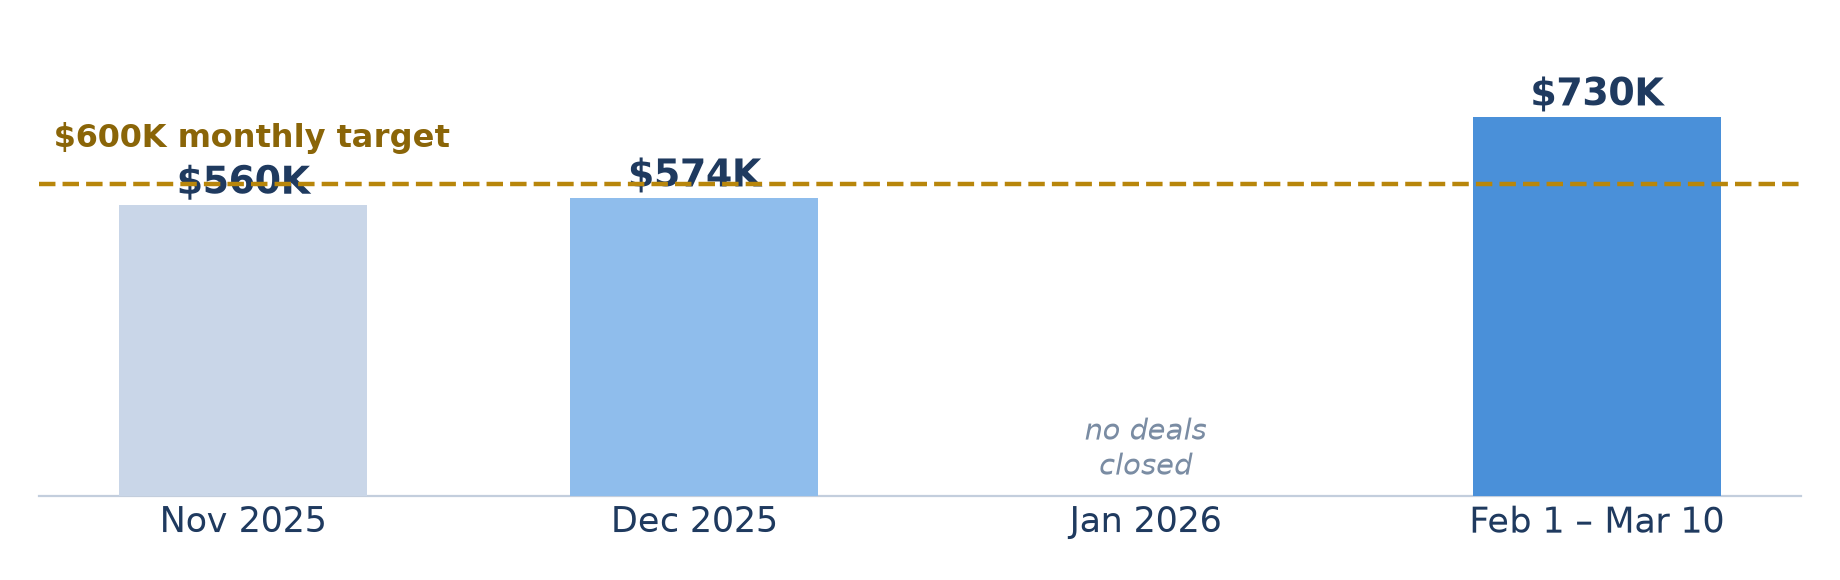 $730K
$600K monthly target
$560K
$574K
no deals
closed
Nov 2025
Dec 2025
Jan 2026
Feb 1 – Mar 10